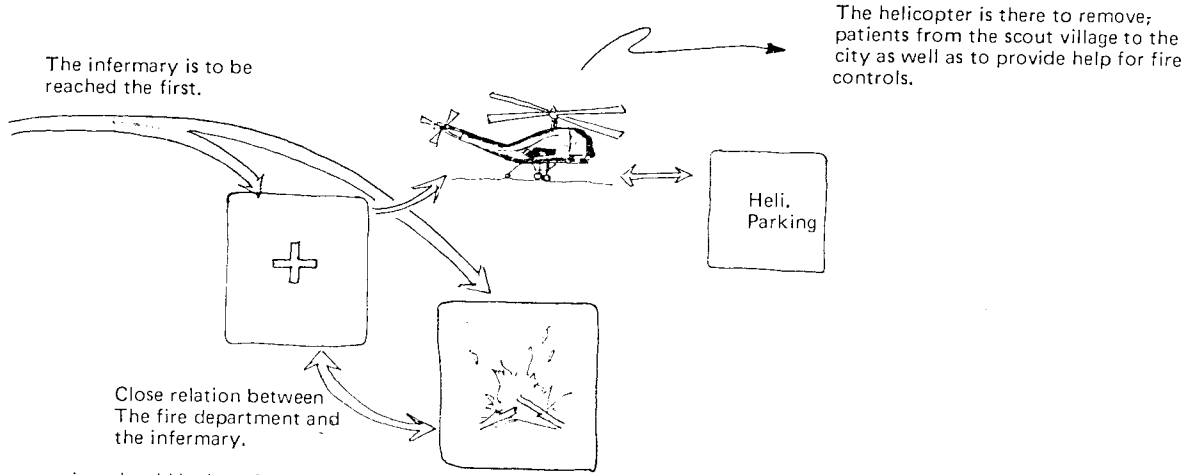 The helicopter is there to remove;
patients from the scout village to the
city as well as to provide help for fire
controls.
The infermary is to be
reached the first.
Heli.
Parking
Close relation between
The fire department and
the infermary.